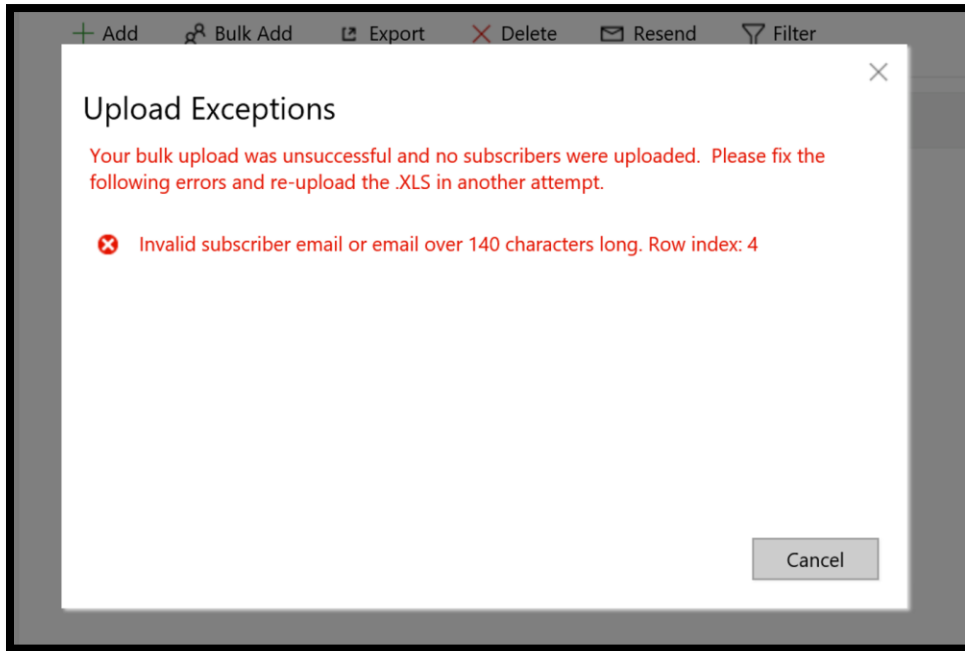 Add Bulk Add Export Delete Resend Filter
Upload Exceptions
Your bulk upload was unsuccessful and no subscribers were uploaded.  Please fix the
following errors and re-upload the .XLS in another attempt.
Invalid subscriber email or email over 140 characters long. Row index: 4
Cancel